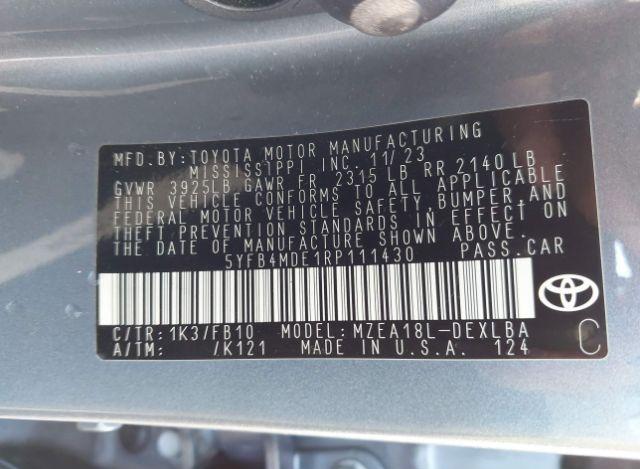 MFD.BY:TOYOTA MOTOR MANUFACTURING
MISSISSIPPI INC. 11/23
GVWR 3925LB GAWR FR 2315 LB RR 2140 LB
THIS VEHICLE CONFORMS TO ALL APPLICABLE
FEDERAL MOTOR VEHICLE SAFETY, BUMPER,AND
THEFT PREVENTION STANDARDS IN EFFECT ON
THE DATE OF MANUFACTURE SHOWN ABOVE.
5YFB4MDE1RP111430 PASS.CAR
C/TR:1K3/FB10 MODEL:MZEA18L-DEXLBA
A/TM: /K121 MADE IN U.S.A. 124 C